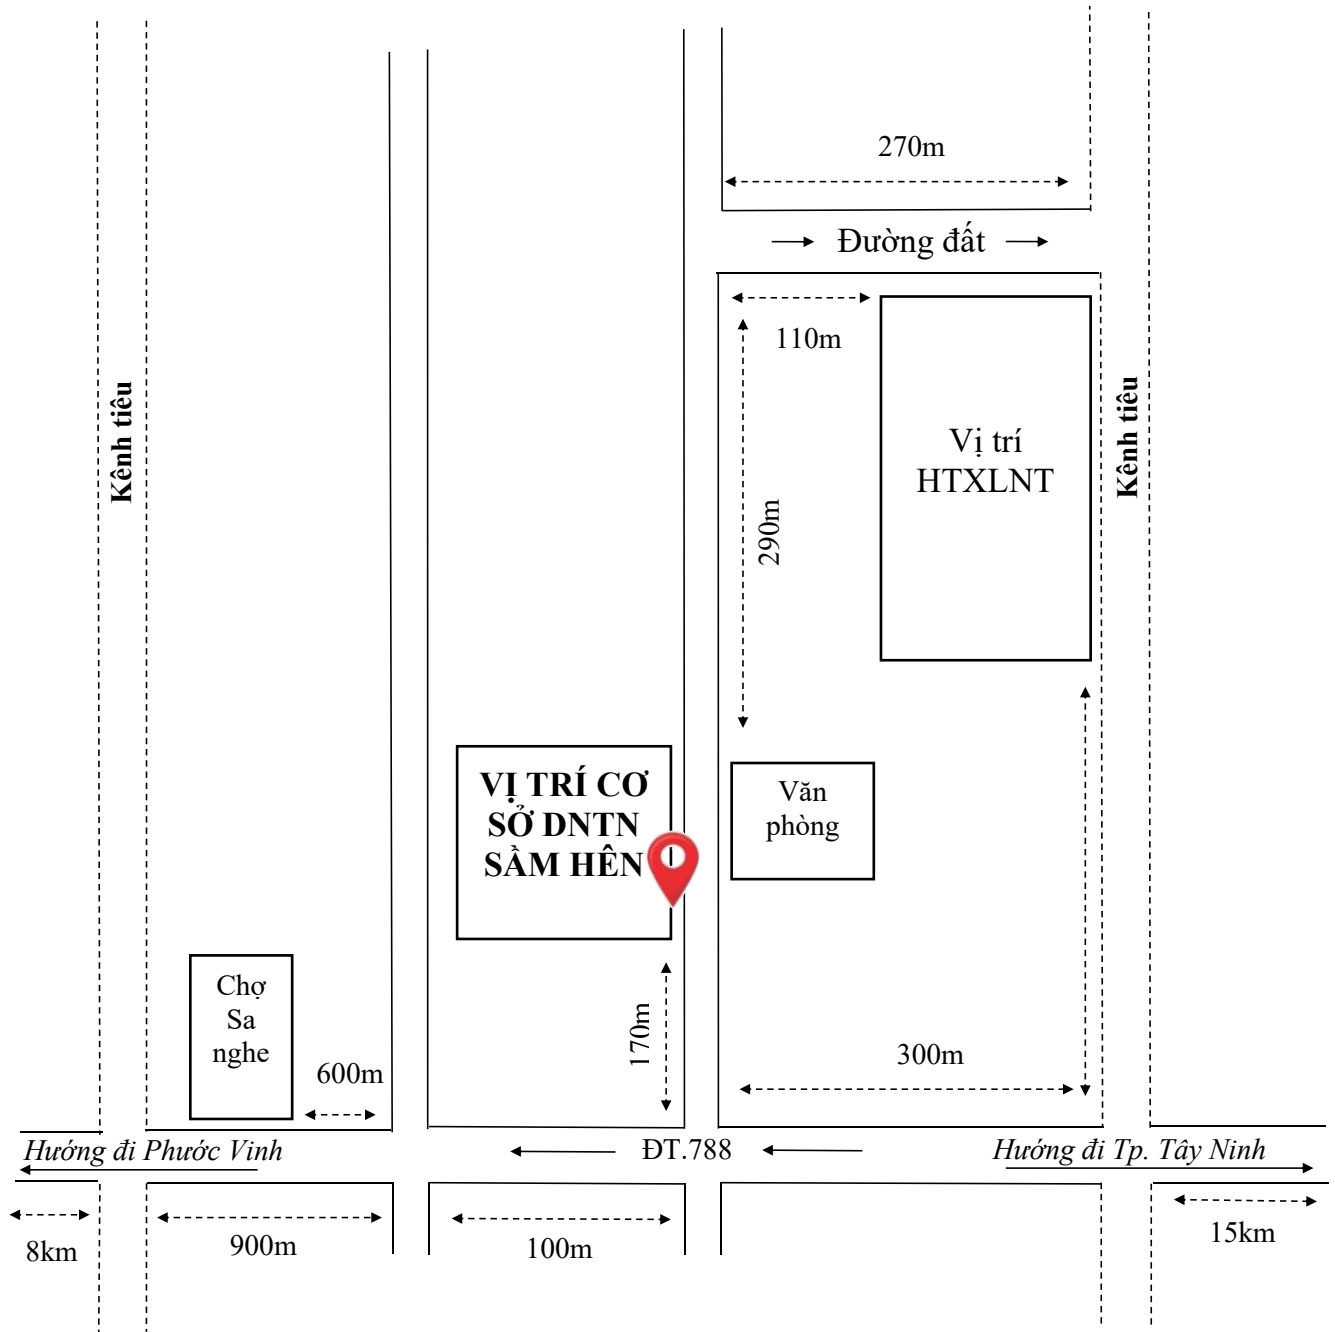 270m
Đường đất
110m
Kênh tiêu
Kênh tiêu
Vị trí
HTXLNT
290m
VỊ TRÍ CƠ
SỞ DNTN
SẦM HÊN
Văn
phòng
Chợ
Sa
nghe
170m
300m
600m
Hướng đi Phước Vinh
ĐT.788
Hướng đi Tp. Tây Ninh
8km
900m
100m
15km